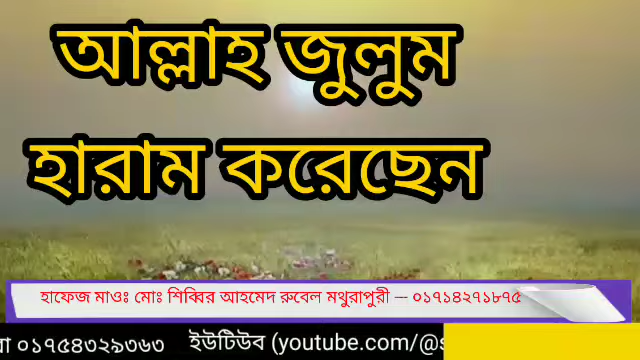 আল্লাহ জুলুম
হারাম করেছেন
হাফেজ মাওঃ মোঃ শিব্বির আহমেদ রুবেল মথুরাপুরী -- ০১৭১৪২৭১৮৭৫
০১৭৫৪৩২৯৩৬৩ ইউটিউব (youtube.com/@s